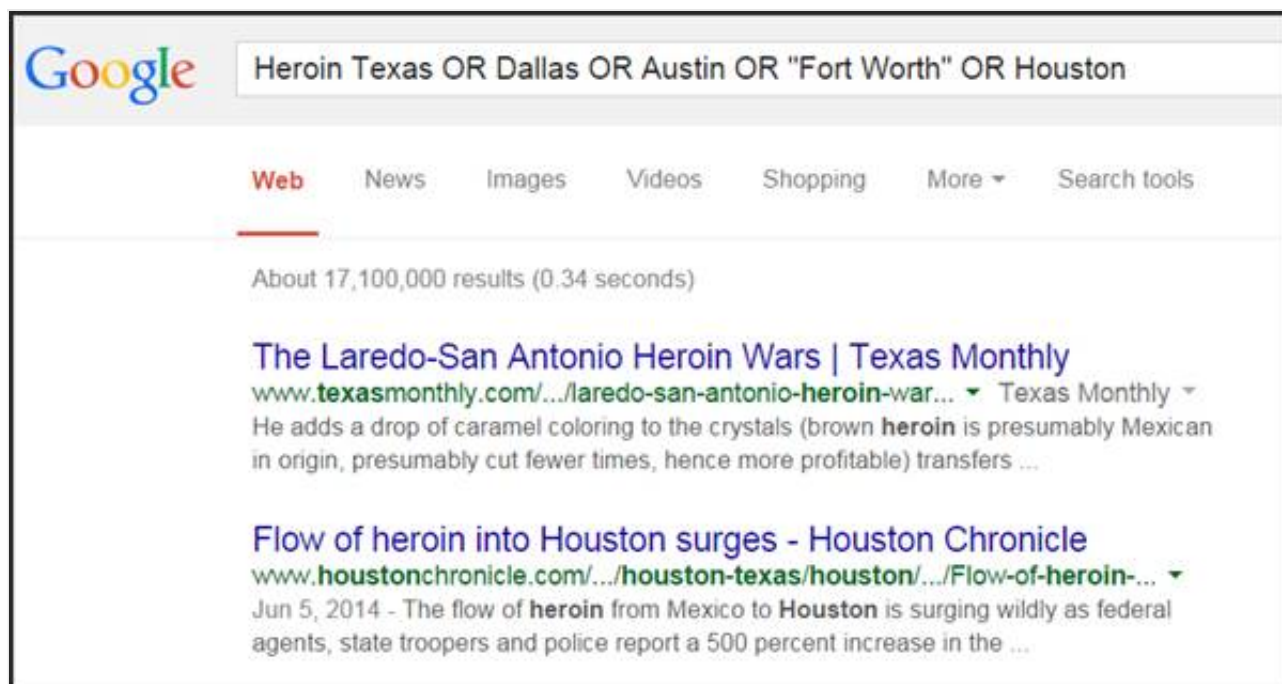 Google
Heroin Texas OR Dallas OR Austin OR "Fort Worth" OR Houston
Web News Images Videos Shopping More Search tools
About 17,100,000 results (0.34 seconds)
The Laredo-San Antonio Heroin Wars | Texas Monthly
www.texasmonthly.com/.../laredo-san-antonio-heroin-war... Texas Monthly
He adds a drop of caramel coloring to the crystals (brown heroin is presumably Mexican
in origin, presumably cut fewer times, hence more profitable) transfers ...
Flow of heroin into Houston surges - Houston Chronicle
www.houstonchronicle.com/.../houston-texas/houston/.../Flow-of-heroin-...
Jun 5, 2014 - The flow of heroin from Mexico to Houston is surging wildly as federal
agents, state troopers and police report a 500 percent increase in the ...